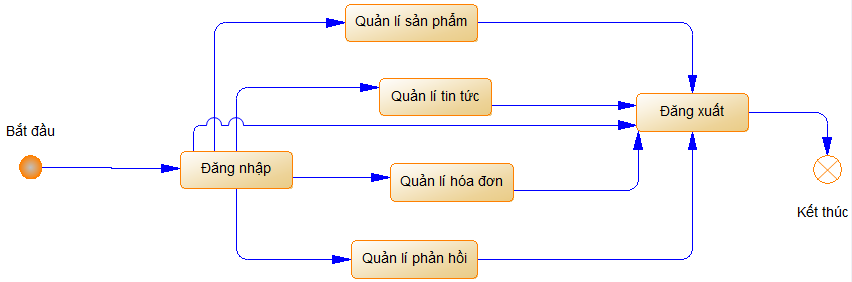 Quản lí sản phẩm
Quản lí tin tức
Đăng xuất
Bắt đầu
Đăng nhập
Quản lí hóa đơn
Kết thúc
Quản lí phản hồi